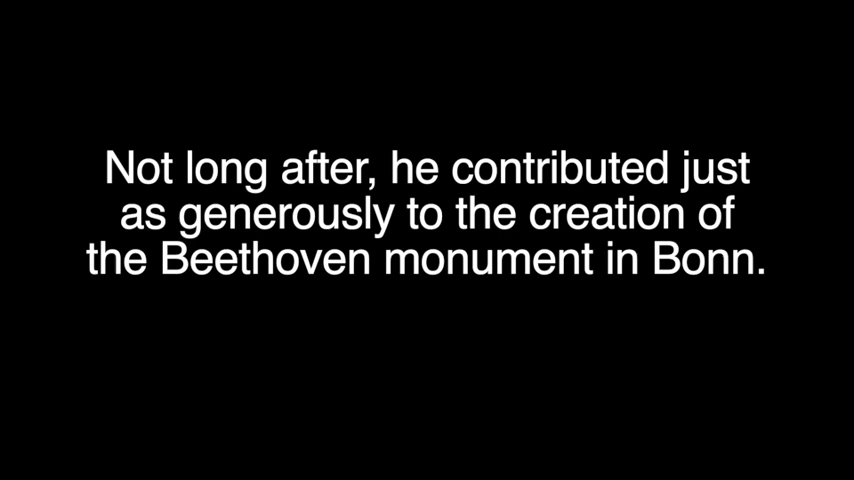 Not long after, he contributed just
as generously to the creation of
the Beethoven monument in Bonn.